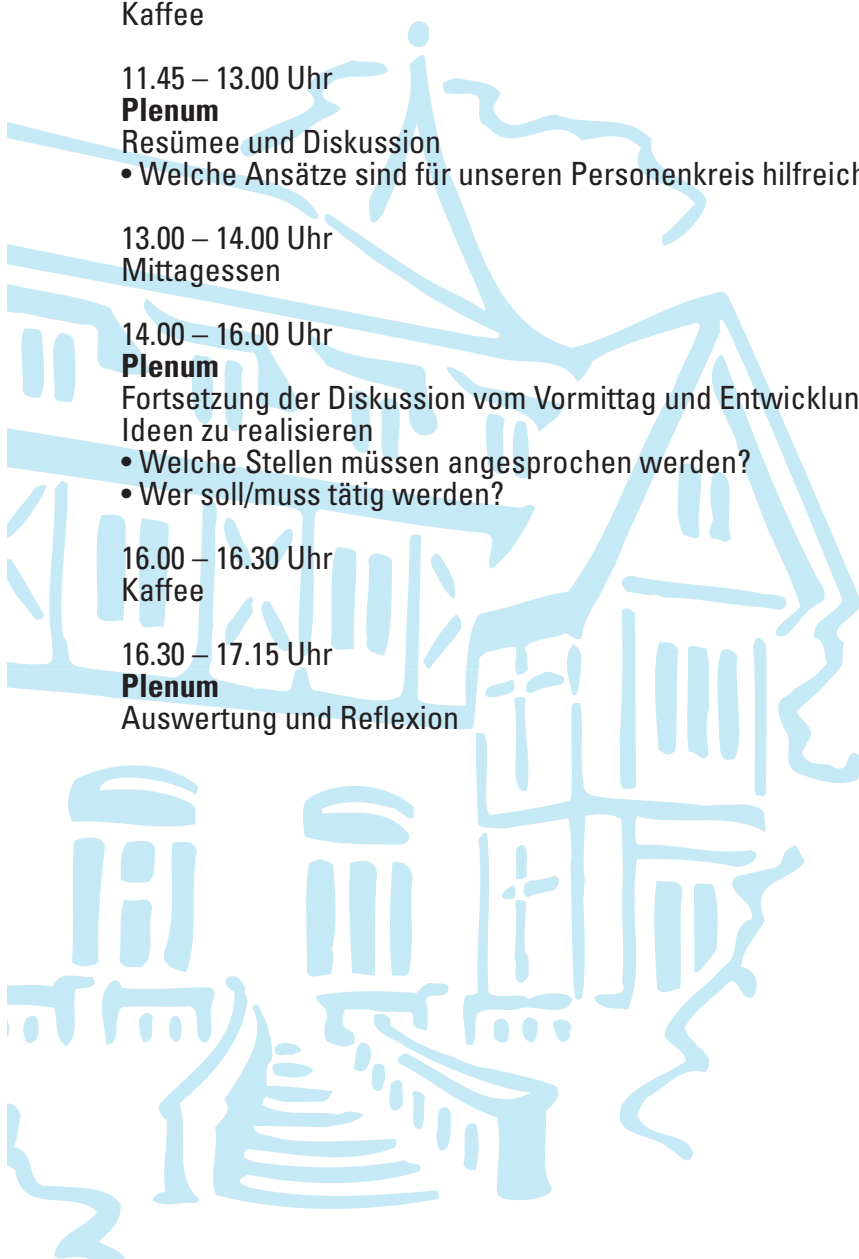 Kaffee
11.45 – 13.00 Uhr
Plenum
Resümee und Diskussion
• Welche Ansätze sind für unseren Personenkreis hilfreich
13.00 – 14.00 Uhr
Mittagessen
14.00 – 16.00 Uhr
Plenum
Fortsetzung der Diskussion vom Vormittag und Entwicklun
Ideen zu realisieren
• Welche Stellen müssen angesprochen werden?
• Wer soll/muss tätig werden?
16.00 – 16.30 Uhr
Kaffee
16.30 – 17.15 Uhr
Plenum
Auswertung und Reflexion